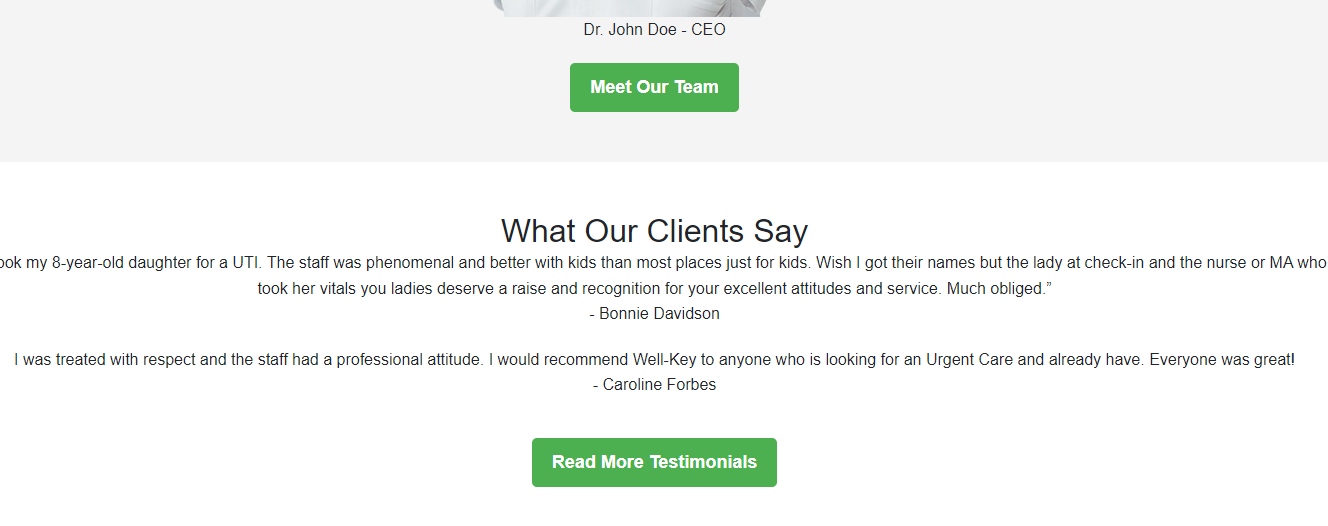 Dr. John Doe - CEO
Meet Our Team
What Our Clients Say
my 8-year-old daughter for a UTI. The staff was phenomenal and better with kids than most places just for kids. Wish I got their names but the lady at check-in and the nurse or MA who
took her vitals you ladies deserve a raise and recognition for your excellent attitudes and service. Much obliged.”
- Bonnie Davidson
I was treated with respect and the staff had a professional attitude. I would recommend Well-Key to anyone who is looking for an Urgent Care and already have. Everyone was great!
- Caroline Forbes
Read More Testimonials